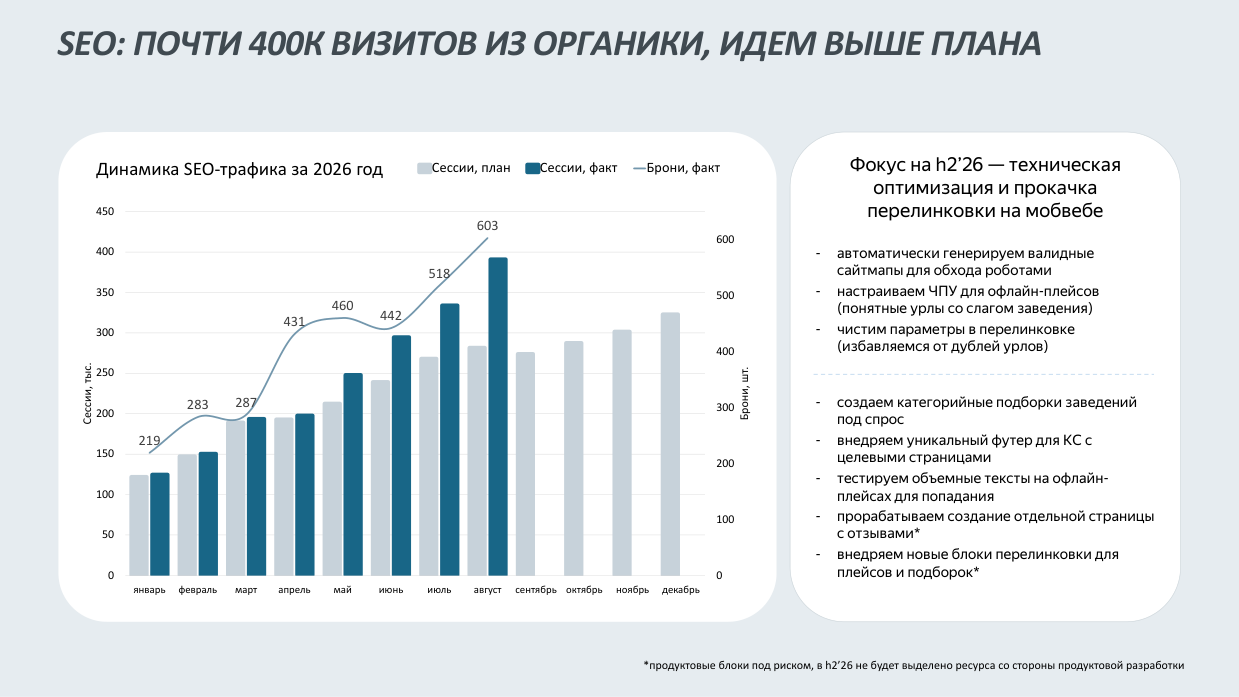 SEO: ПОЧТИ 400К ВИЗИТОВ ИЗ ОРГАНИКИ, ИДЕМ ВЫШЕ ПЛАНА
Динамика SEO-трафика за 2026 год
Сессии, план
Сессии, факт
Брони, факт
Сессии, тыс.
450
400
350
300
250
200
150
100
50
0
219
283
287
431
460
442
518
603
600
500
400
300
200
100
0
Брони, шт.
январь
февраль
март
апрель
май
июнь
июль
август
сентябрь
октябрь
ноябрь
декабрь
Фокус на h2’26 — техническая
оптимизация и прокачка
перелинковки на мобвебе
- автоматически генерируем валидные
сайтмапы для обхода роботами
- настраиваем ЧПУ для офлайн-плейсов
(понятные урлы со слагом заведения)
- чистим параметры в перелинковке
(избавляемся от дублей урлов)
- создаем категорийные подборки заведений
под спрос
- внедряем уникальный футер для КС с
целевыми страницами
- тестируем объемные тексты на офлайн-
плейсах для попадания
- прорабатываем создание отдельной страницы
с отзывами*
- внедряем новые блоки перелинковки для
плейсов и подборок*
*продуктовые блоки под риском, в h2’26 не будет выделено ресурса со стороны продуктовой разработки